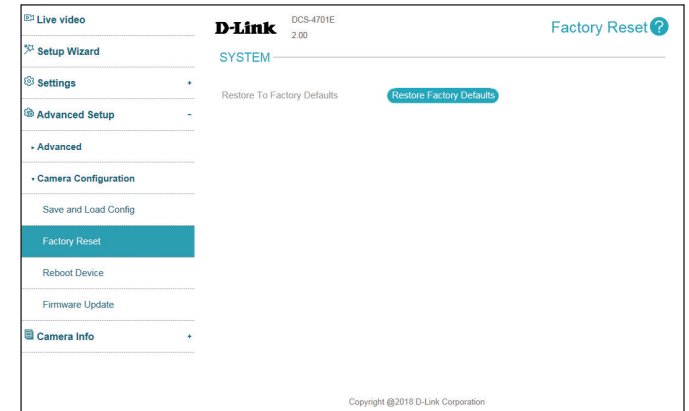 Live video
Setup Wizard
Settings +
Advanced Setup -
Advanced
Camera Configuration
Save and Load Config
Factory Reset
Reboot Device
Firmware Update
Camera Info +
D-Link DCS-4701E
2.00
Factory Reset ?
SYSTEM
Restore To Factory Defaults Restore Factory Defaults
Copyright @2018 D-Link Corporation